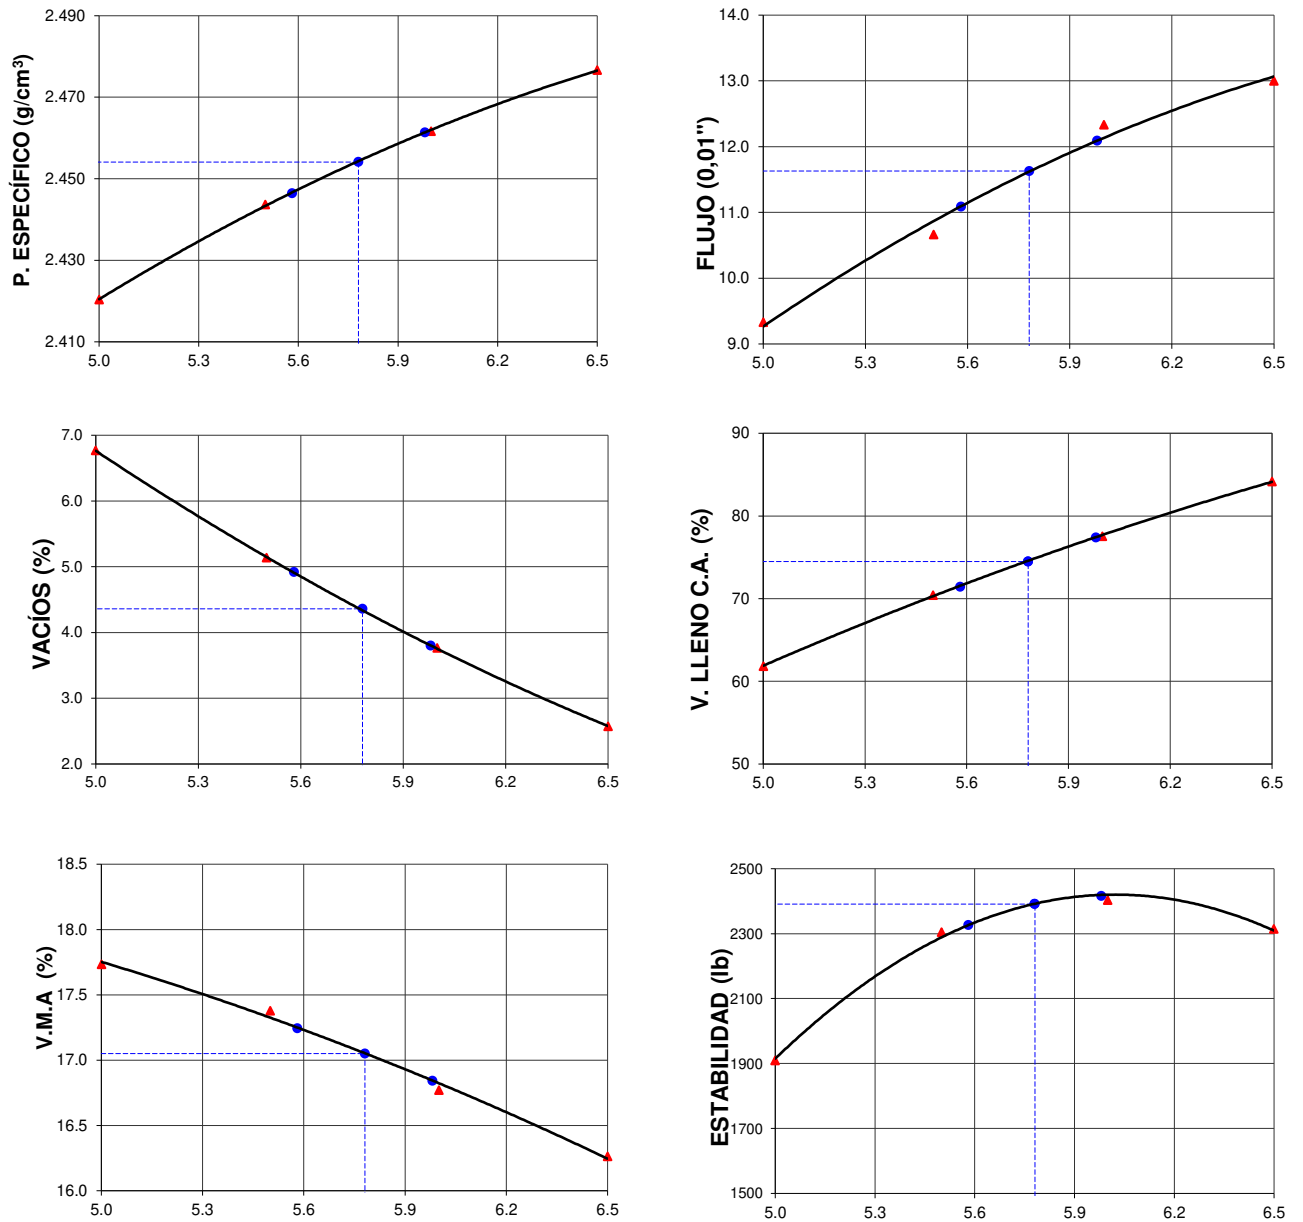 P. ESPECÍFICO (g/cm³)
2.490
2.470
2.450
2.430
2.410
5.0 5.3 5.6 5.9 6.2 6.5
FLUJO (0,01")
14.0
13.0
12.0
11.0
10.0
9.0
5.0 5.3 5.6 5.9 6.2 6.5
VACÍOS (%)
7.0
6.0
5.0
4.0
3.0
2.0
5.0 5.3 5.6 5.9 6.2 6.5
V. LLENO C.A. (%)
90
80
70
60
50
5.0 5.3 5.6 5.9 6.2 6.5
V.M.A (%)
18.5
18.0
17.5
17.0
16.5
16.0
5.0 5.3 5.6 5.9 6.2 6.5
ESTABILIDAD (lb)
2500
2300
2100
1900
1700
1500
5.0 5.3 5.6 5.9 6.2 6.5